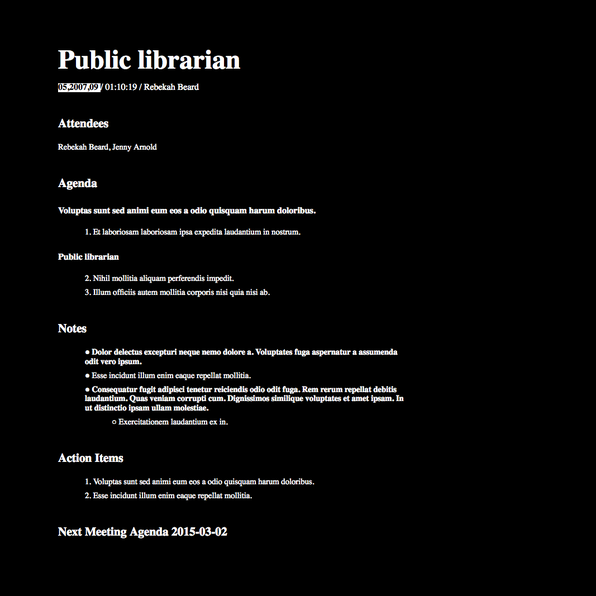 Public librarian
05,2007,09 / 01:10:19 / Rebekah Beard
Attendees
Rebekah Beard, Jenny Arnold
Agenda
Voluptas sunt sed animi eum eos a odio quisquam harum doloribus.
1. Et laboriosam laboriosam ipsa expedita laudantium in nostrum.
Public librarian
2. Nihil mollitia aliquam perferendis impedit.
3. Illum officiis autem mollitia corporis nisi quia nisi ab.
Notes
● Dolor delectus excepturi neque nemo dolore a. Voluptates fuga aspernatur a assumenda
odit vero ipsum.
● Esse incidunt illum enim eaque repellat mollitia.
● Consequatur fugit adipisci tenetur reiciendis odio odit fuga. Rem rerum repellat debitis
laudantium. Quas veniam corrupti cum. Dignissimos similique voluptates et amet ipsam. In
ut distinctio ipsam ullam molestiae.
○ Exercitationem laudantium ex in.
Action Items
1. Voluptas sunt sed animi eum eos a odio quisquam harum doloribus.
2. Esse incidunt illum enim eaque repellat mollitia.
Next Meeting Agenda 2015-03-02